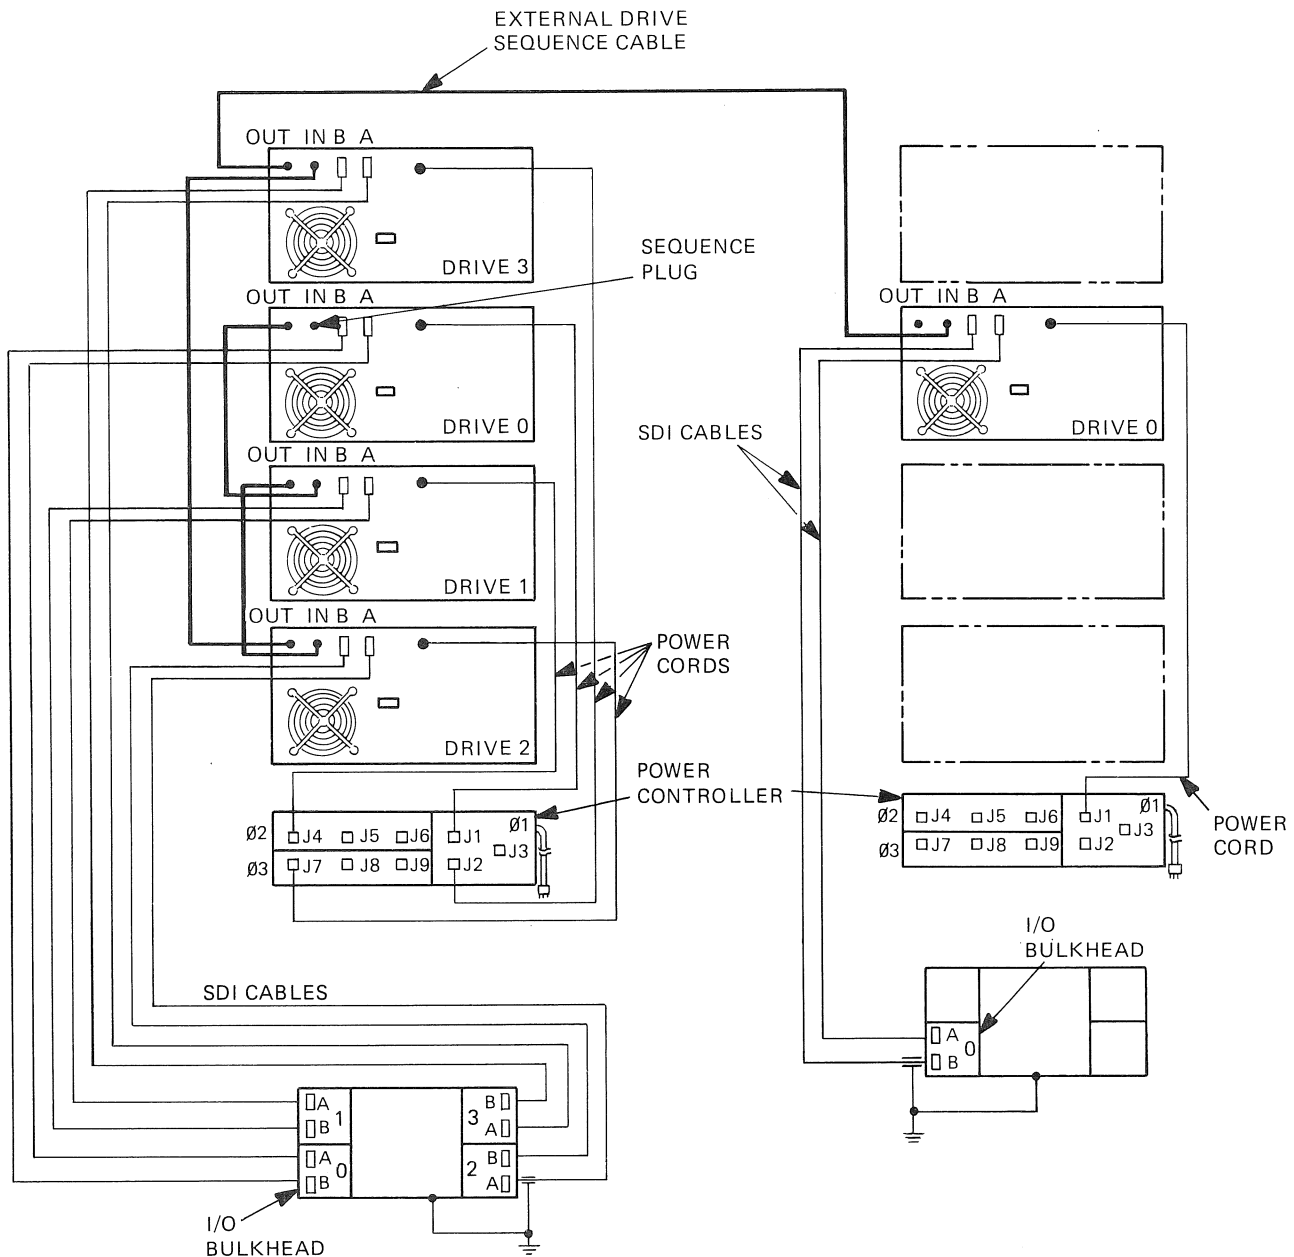 EXTERNAL DRIVE
SEQUENCE CABLE
OUT IN B A
DRIVE 3
SEQUENCE
PLUG
OUT IN B A
DRIVE 0
OUT IN B A
DRIVE 0
SDI CABLES
OUT IN B A
DRIVE 1
OUT IN B A
DRIVE 2
POWER
CORDS
POWER
CONTROLLER
Ø2 J4 J5 J6 J1 Ø1
J3
Ø3 J7 J8 J9 J2
Ø2 J4 J5 J6 J1 Ø1
J3
Ø3 J7 J8 J9 J2
POWER
CORD
I/O
BULKHEAD
A
0
B
SDI CABLES
A
1
B
A
0
B
B
3
A
B
2
A
I/O
BULKHEAD